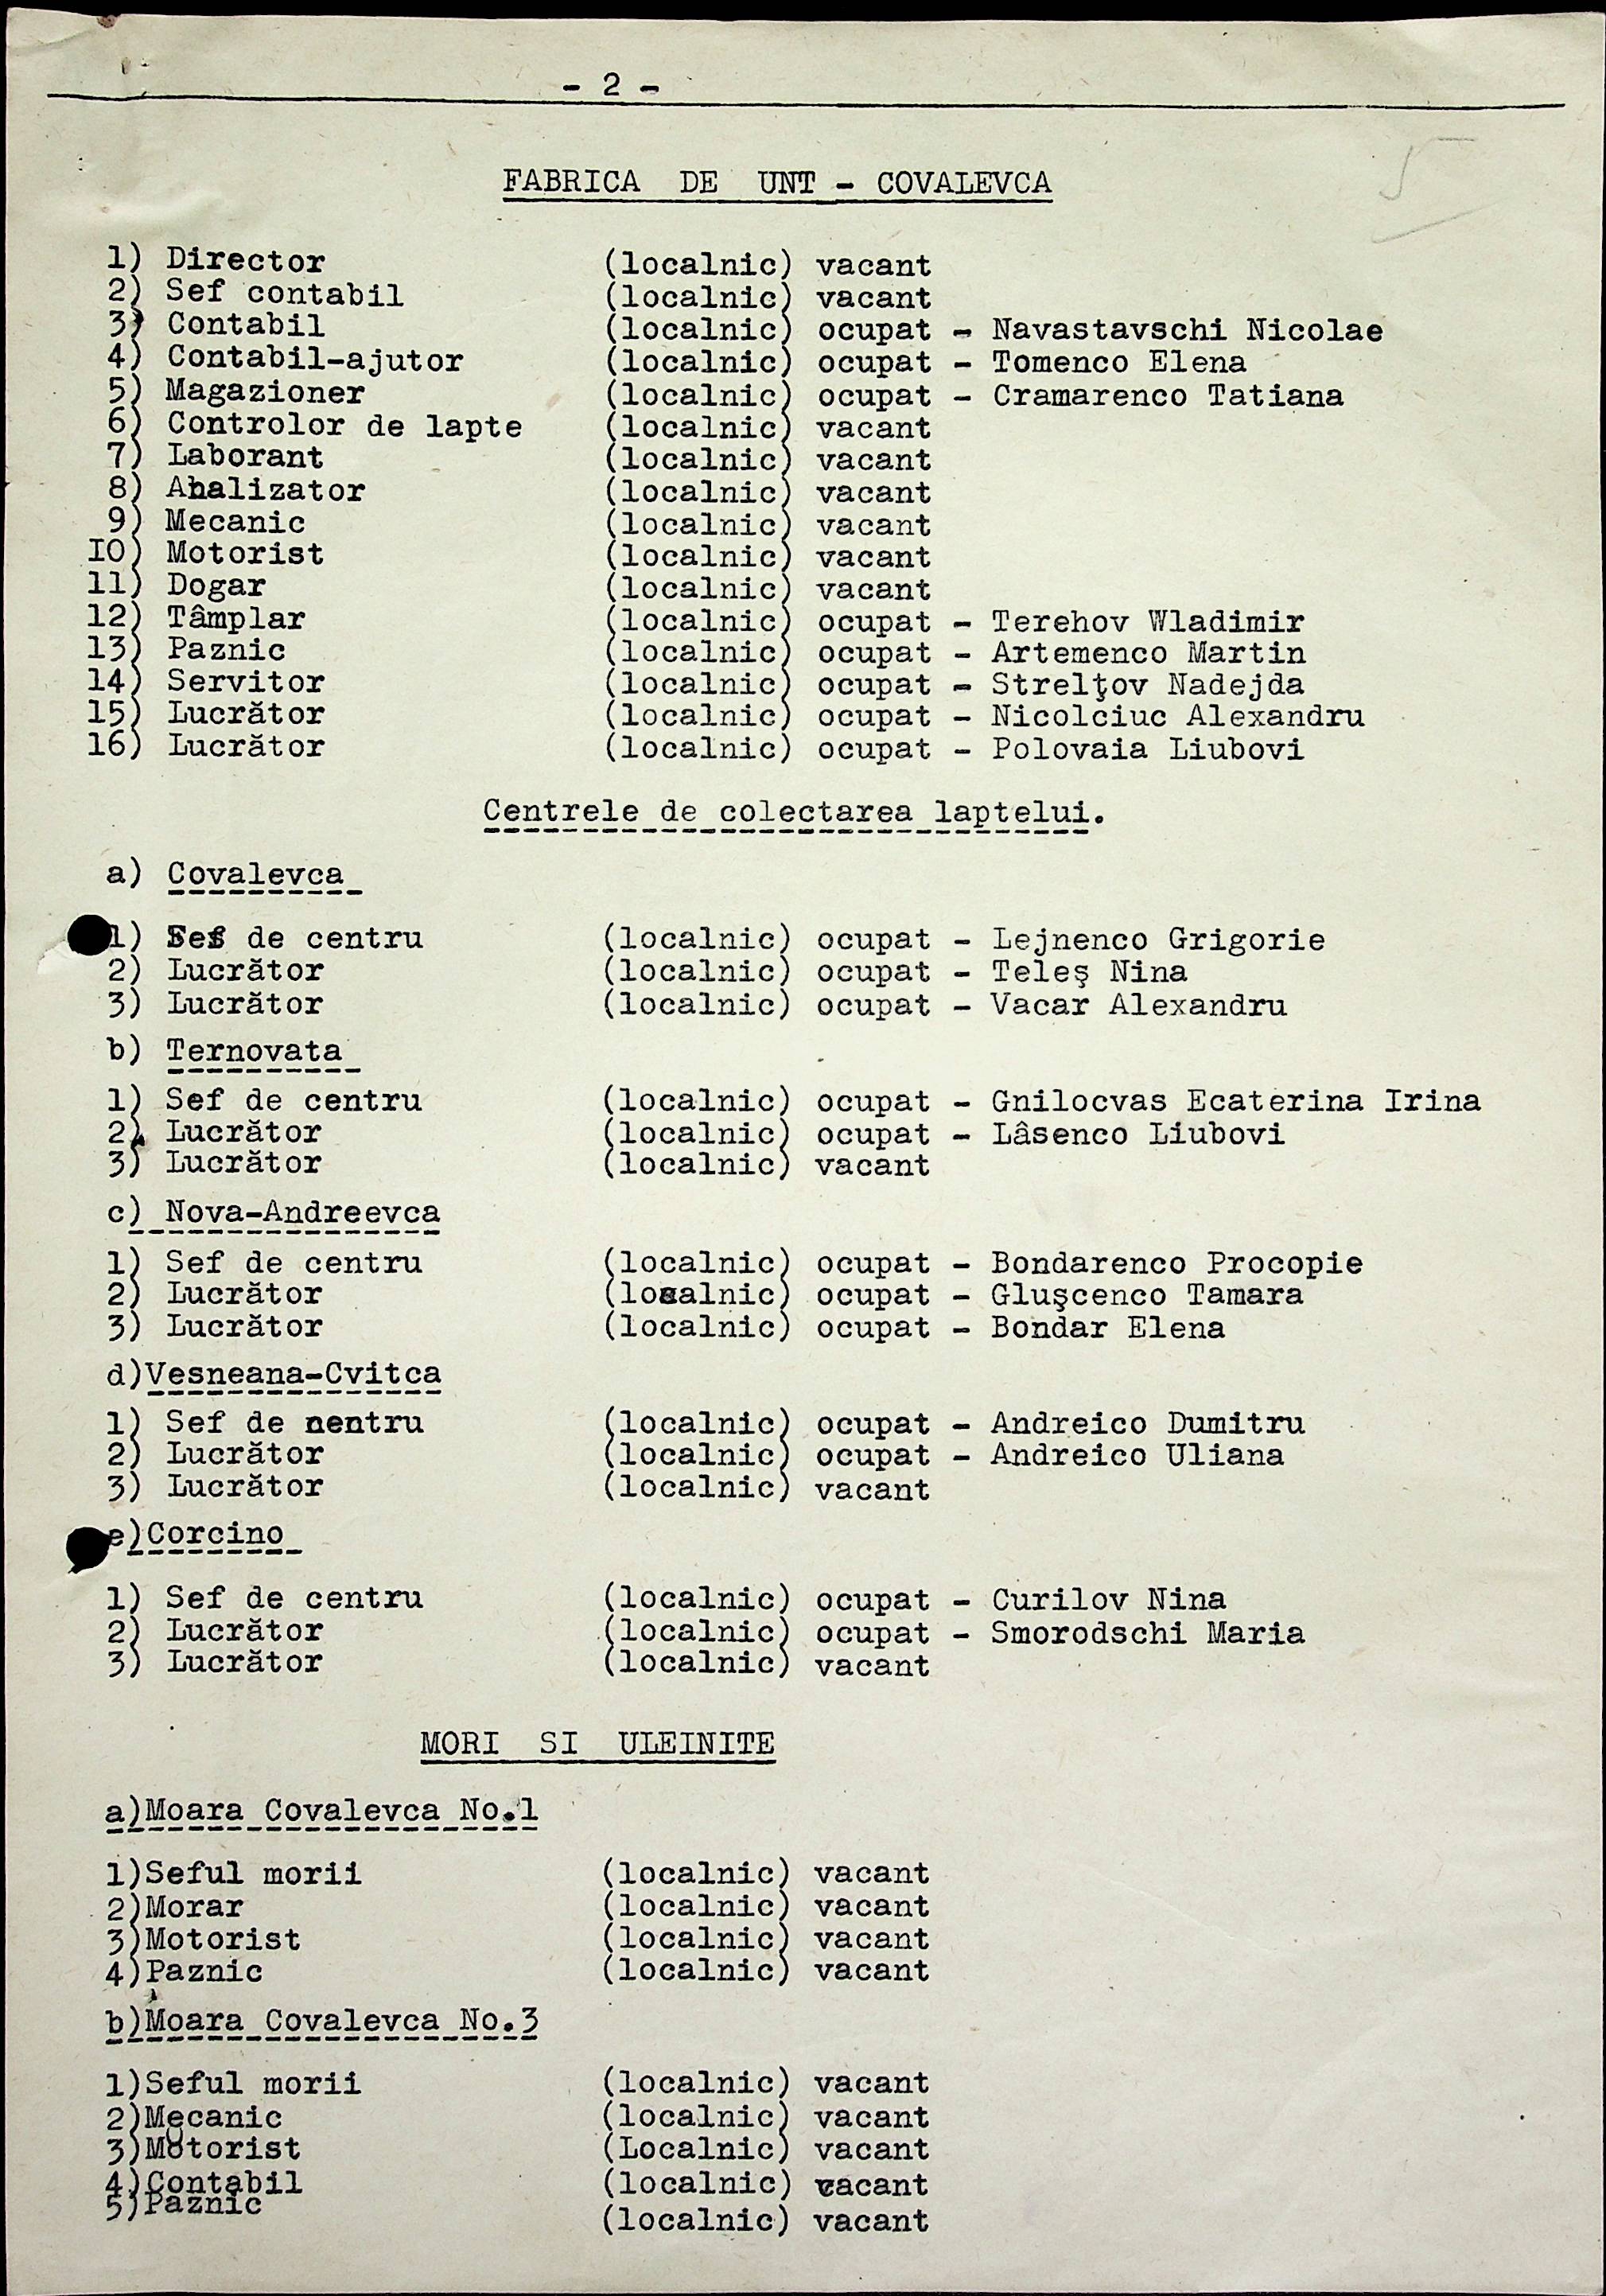 - 2 -
5
FABRICA DE UNT - COVALEVCA
1) Director (localnic) vacant
2) Sef contabil (localnic) vacant
3) Contabil (localnic) ocupat - Navastavschi Nicolae
4) Contabil-ajutor (localnic) ocupat - Tomenco Elena
5) Magazioner (localnic) ocupat - Cramarenco Tatiana
6) Controlor de lapte (localnic) vacant
7) Laborant (localnic) vacant
8) Analizator (localnic) vacant
9) Mecanic (localnic) vacant
IO) Motorist (localnic) vacant
11) Dogar (localnic) vacant
12) Tâmplar (localnic) ocupat - Terehov Wladimir
13) Paznic (localnic) ocupat - Artemenco Martin
14) Servitor (localnic) ocupat - Strelţov Nadejda
15) Lucrător (localnic) ocupat - Nicolciuc Alexandru
16) Lucrător (localnic) ocupat - Polovaia Liubovi
Centrele de colectarea laptelui.
a) Covalevca
1) Sef de centru (localnic) ocupat - Lejnenco Grigorie
2) Lucrător (localnic) ocupat - Teleş Nina
3) Lucrător (localnic) ocupat - Vacar Alexandru
b) Ternovata
1) Sef de centru (localnic) ocupat - Gnilocvas Ecaterina Irina
2) Lucrător (localnic) ocupat - Lâsenco Liubovi
3) Lucrător (localnic) vacant
c) Nova-Andreevca
1) Sef de centru (localnic) ocupat - Bondarenco Procopie
2) Lucrător (localnic) ocupat - Gluşcenco Tamara
3) Lucrător (localnic) ocupat - Bondar Elena
d)Vesneana-Cvitca
1) Sef de centru (localnic) ocupat - Andreico Dumitru
2) Lucrător (localnic) ocupat - Andreico Uliana
3) Lucrător (localnic) vacant
e)Corcino
1) Sef de centru (localnic) ocupat - Curilov Nina
2) Lucrător (localnic) ocupat - Smorodschi Maria
3) Lucrător (localnic) vacant
MORI SI ULEINITE
a)Moara Covalevca No.1
1)Seful morii (localnic) vacant
2)Morar (localnic) vacant
3)Motorist (localnic) vacant
4)Paznic (localnic) vacant
b)Moara Covalevca No.3
1)Seful morii (localnic) vacant
2)Mecanic (localnic) vacant
3)Motorist (Localnic) vacant
4)Contabil (localnic) vacant
5)Paznic (localnic) vacant